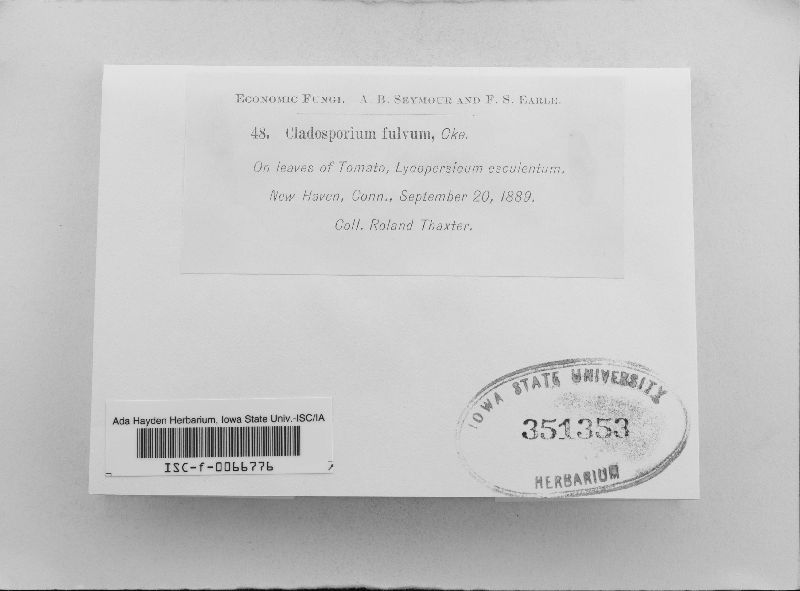 ECONOMIC FUNGI. A. B. SEYMOUR AND F. S. EARLE.
48. Cladosporium fulvum, Cke.
On leaves of Tomato, Lycopersicum esculentum.
New Haven, Conn., September 20, 1889.
Coll. Roland Thaxter.
Ada Hayden Herbarium, Iowa State Univ.-ISC/IA
ISC-f-0066776
IOWA STATE UNIVERSITY
351353
HERBARIUM